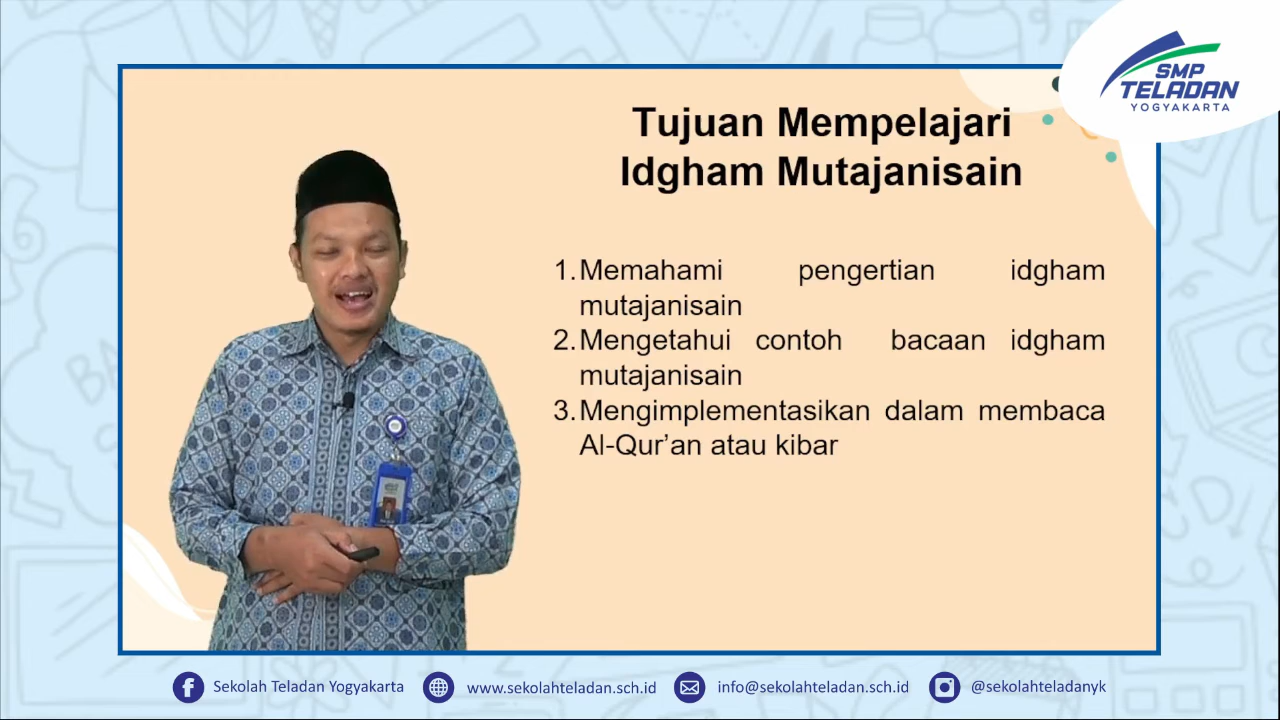 SMP
TELADAN
YOGYAKARTA
Tujuan Mempelajari
Idgham Mutajanisain
1. Memahami pengertian idgham
mutajanisain
2. Mengetahui contoh bacaan idgham
mutajanisain
3. Mengimplementasikan dalam membaca
Al-Qur’an atau kibar
Sekolah Teladan Yogyakarta
www.sekolahteladan.sch.id
info@sekolahteladan.sch.id
@sekolahteladanyk